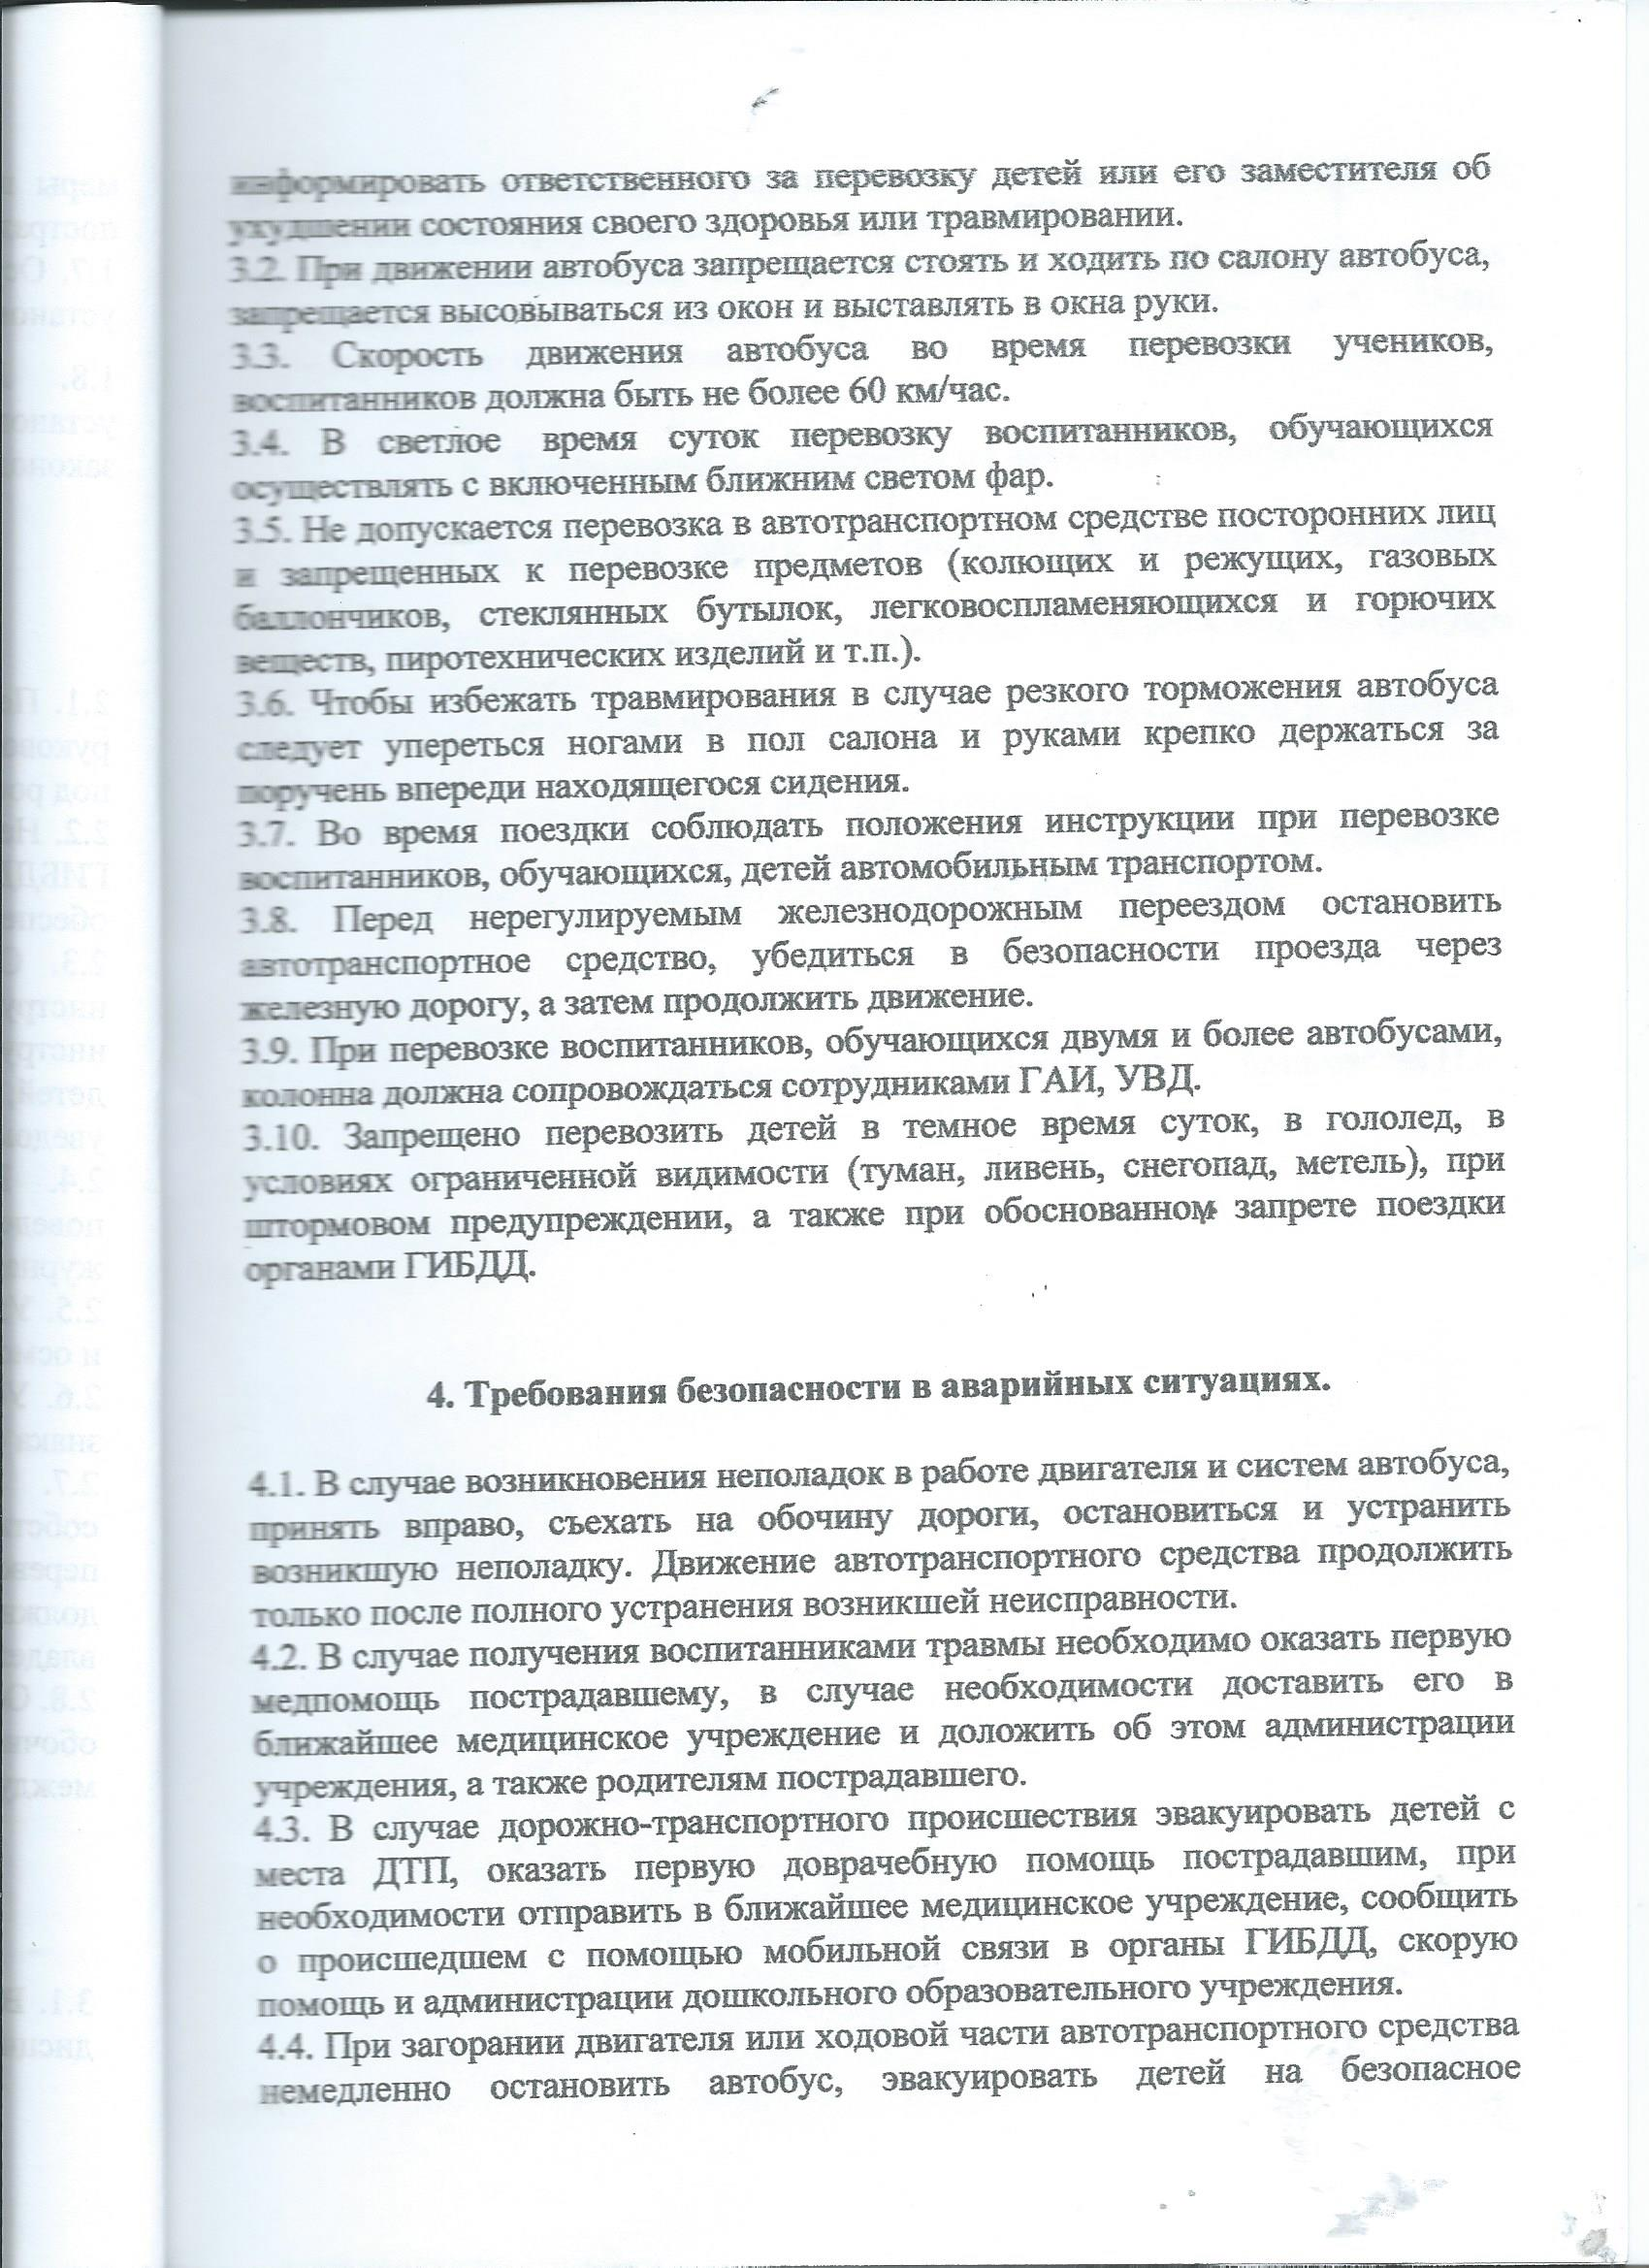 информировать ответственного за перевозку детей или его заместителя об
ухудшении состояния своего здоровья или травмировании.
3.2. При движении автобуса запрещается стоять и ходить по салону автобуса,
запрещается высовываться из окон и выставлять в окна руки.
3.3. Скорость движения автобуса во время перевозки учеников,
воспитанников должна быть не более 60 км/час.
3.4. В светлое время суток перевозку воспитанников, обучающихся
осуществлять с включенным ближним светом фар.
3.5. Не допускается перевозка в автотранспортном средстве посторонних лиц
и запрещенных к перевозке предметов (колющих и режущих, газовых
баллончиков, стеклянных бутылок, легковоспламеняющихся и горючих
веществ, пиротехнических изделий и т.п.).
3.6. Чтобы избежать травмирования в случае резкого торможения автобуса
следует упереться ногами в пол салона и руками крепко держаться за
поручень впереди находящегося сидения.
3.7. Во время поездки соблюдать положения инструкции при перевозке
воспитанников, обучающихся, детей автомобильным транспортом.
3.8. Перед нерегулируемым железнодорожным переездом остановить
автотранспортное средство, убедиться в безопасности проезда через
железную дорогу, а затем продолжить движение.
3.9. При перевозке воспитанников, обучающихся двумя и более автобусами,
колонна должна сопровождаться сотрудниками ГАИ, УВД.
3.10. Запрещено перевозить детей в темное время суток, в гололед, в
условиях ограниченной видимости (туман, ливень, снегопад, метель), при
штормовом предупреждении, а также при обоснованном запрете поездки
органами ГИБДД.
4. Требования безопасности в аварийных ситуациях.
4.1. В случае возникновения неполадок в работе двигателя и систем автобуса,
принять вправо, съехать на обочину дороги, остановиться и устранить
возникшую неполадку. Движение автотранспортного средства продолжить
только после полного устранения возникшей неисправности.
4.2. В случае получения воспитанниками травмы необходимо оказать первую
медпомощь пострадавшему, в случае необходимости доставить его в
ближайшее медицинское учреждение и доложить об этом администрации
учреждения, а также родителям пострадавшего.
4.3. В случае дорожно-транспортного происшествия эвакуировать детей с
места ДТП, оказать первую доврачебную помощь пострадавшим, при
необходимости отправить в ближайшее медицинское учреждение, сообщить
о происшедшем с помощью мобильной связи в органы ГИБДД, скорую
помощь и администрации дошкольного образовательного учреждения.
4.4. При загорании двигателя или ходовой части автотранспортного средства
немедленно остановить автобус, эвакуировать детей на безопасное